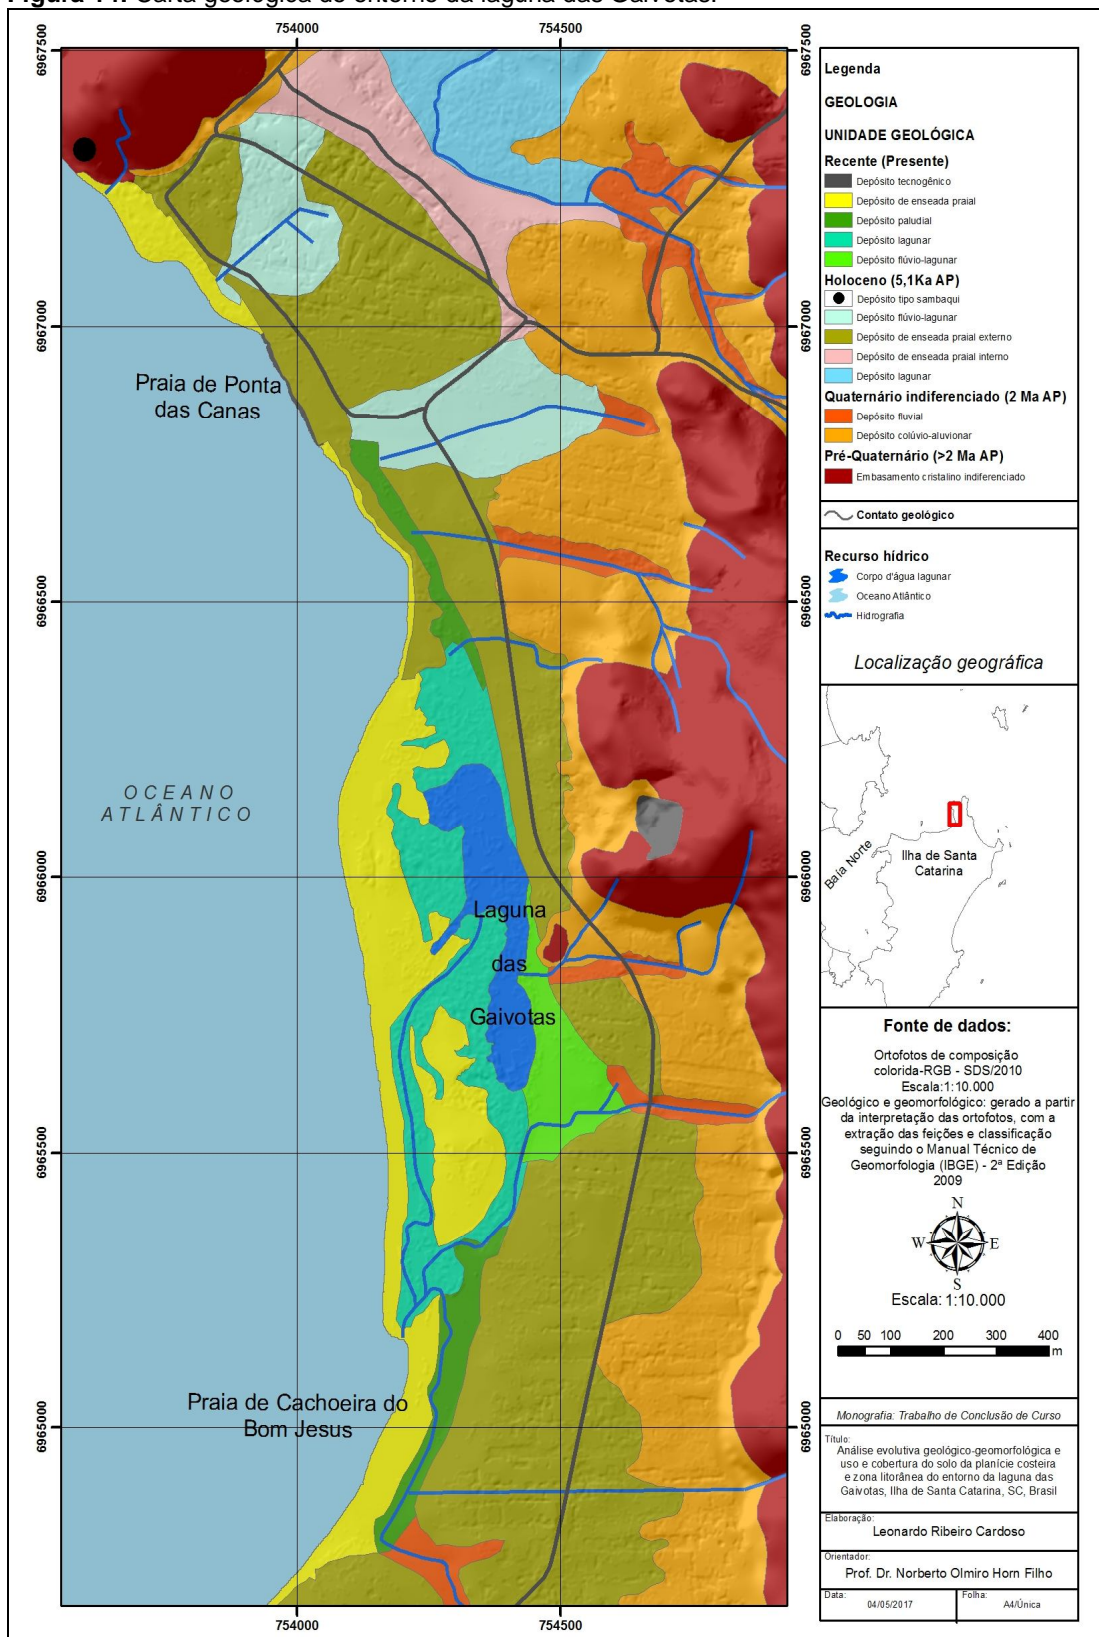 Figura 14. Carta geológica do entorno da laguna das Gaivotas.
754000
754500
6967500
6967500
6967000
6967000
6966500
6966500
6966000
6966000
6965500
6965500
6965000
6965000
754000
754500
Praia de Ponta
das Canas
OCEANO
ATLÂNTICO
Laguna
das
Gaivotas
Praia de Cachoeira do
Bom Jesus
Legenda
GEOLOGIA
UNIDADE GEOLÓGICA
Recente (Presente)
Depósito tecnogênico
Depósito de enseada praial
Depósito paludial
Depósito lagunar
Depósito flúvio-lagunar
Holoceno (5,1Ka AP)
Depósito tipo sambaqui
Depósito flúvio-lagunar
Depósito de enseada praial externo
Depósito de enseada praial interno
Depósito lagunar
Quaternário indiferenciado (2 Ma AP)
Depósito fluvial
Depósito colúvio-aluvionar
Pré-Quaternário (>2 Ma AP)
Embasamento cristalino indiferenciado
Contato geológico
Recurso hídrico
Corpo d'água lagunar
Oceano Atlântico
Hidrografia
Localização geográfica
Baía Norte
Ilha de Santa
Catarina
Fonte de dados:
Ortofotos de composição
colorida-RGB - SDS/2010
Escala:1:10.000
Geológico e geomorfológico: gerado a partir
da interpretação das ortofotos, com a
extração das feições e classificação
seguindo o Manual Técnico de
Geomorfologia (IBGE) - 2ª Edição
2009
N
W
E
S
Escala: 1:10.000
0 50 100 200 300 400
m
Monografia: Trabalho de Conclusão de Curso
Título:
Análise evolutiva geológico-geomorfológica e
uso e cobertura do solo da planície costeira
e zona litorânea do entorno da laguna das
Gaivotas, Ilha de Santa Catarina, SC, Brasil
Elaboração:
Leonardo Ribeiro Cardoso
Orientador:
Prof. Dr. Norberto Olmiro Horn Filho
Data:
04/05/2017
Folha:
A4/Única